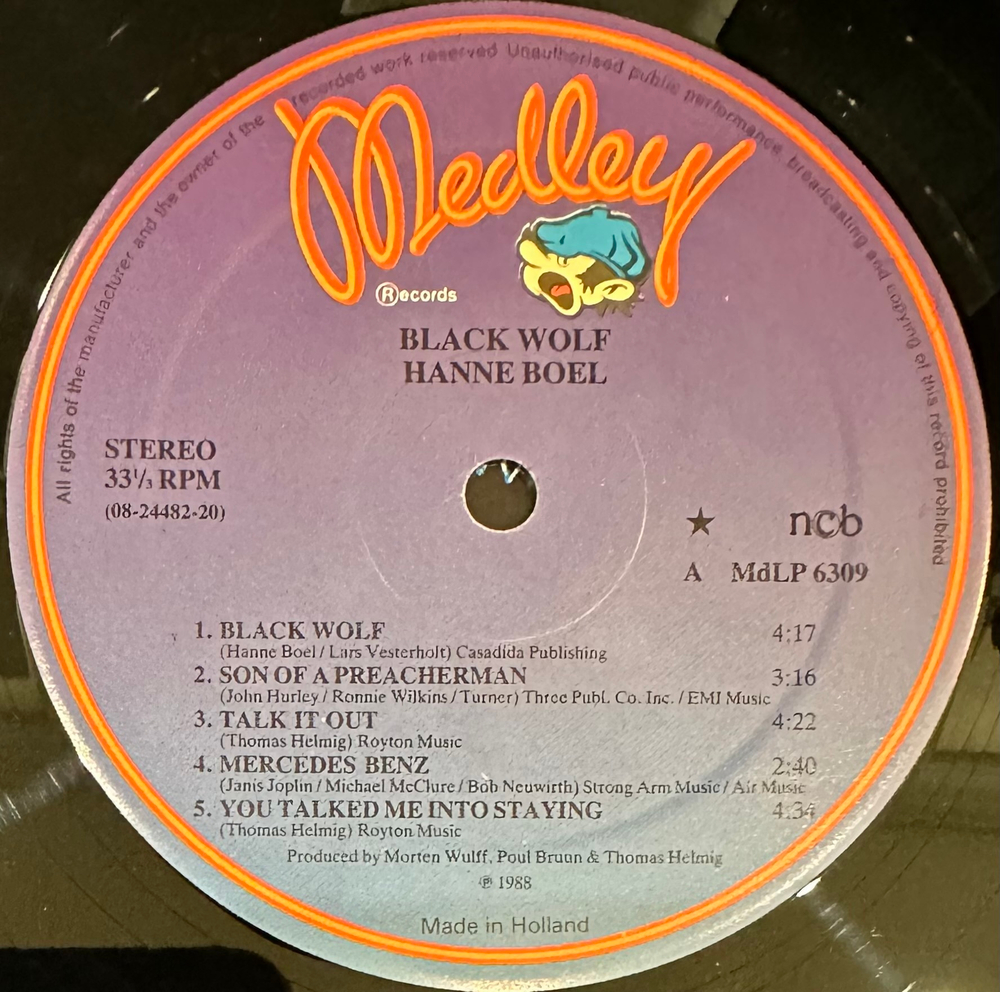 All rights of the manufacturer and the owner of the recorded work reserved Unauthorised public performance, broadcasting and copying of this record prohibited
Medley
Ⓡecords
BLACK WOLF
HANNE BOEL
STEREO
33⅓ RPM
(08-24482-20)
★ ncb
A MdLP 6309
1. BLACK WOLF 4:17
(Hanne Boel / Lars Vesterholt) Casadida Publishing
2. SON OF A PREACHERMAN 3:16
(John Hurley / Ronnie Wilkins / Turner) Three Publ. Co. Inc. / EMI Music
3. TALK IT OUT 4:22
(Thomas Helmig) Royton Music
4. MERCEDES BENZ 2:40
(Janis Joplin / Michael McClure / Bob Neuwirth) Strong Arm Music / Air Music
5. YOU TALKED ME INTO STAYING 4:34
(Thomas Helmig) Royton Music
Produced by Morten Wulff, Poul Bruun & Thomas Helmig
℗ 1988
Made in Holland